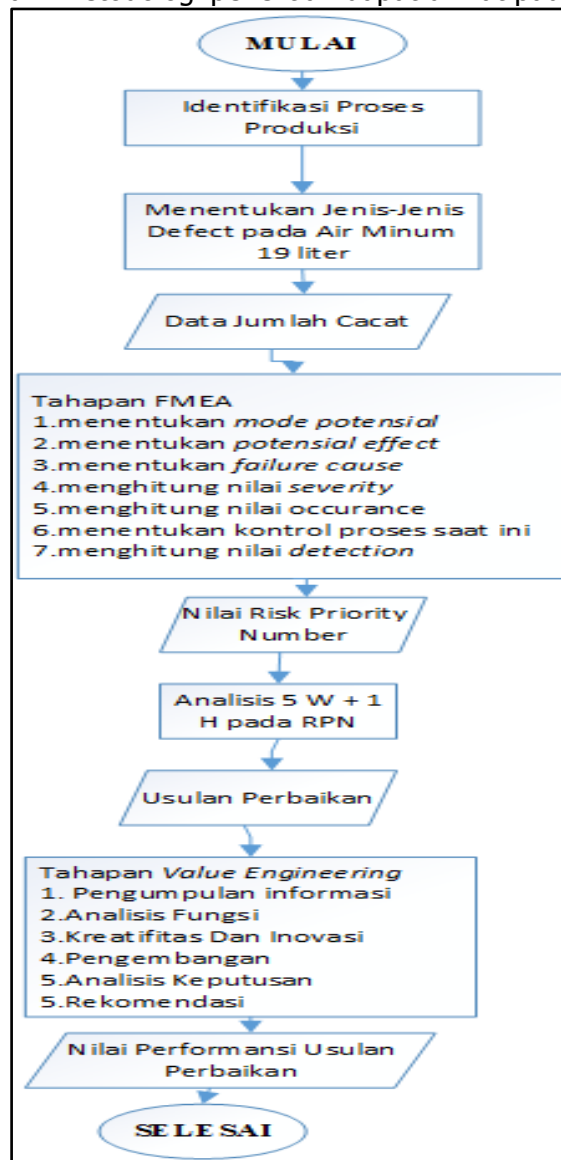 MULAI
Identifikasi Proses
Produksi
Menentukan Jenis-Jenis
Defect pada Air Minum
19 liter
Data Jumlah Cacat
Tahapan FMEA
1.menentukan mode potensial
2.menentukan potensial effect
3.menentukan failure cause
4.menghitung nilai severity
5.menghitung nilai occurance
6.menentukan kontrol proses saat ini
7.menghitung nilai detection
Nilai Risk Priority
Number
Analisis 5 W + 1
H pada RPN
Usulan Perbaikan
Tahapan Value Engineering
1. Pengumpulan informasi
2.Analisis Fungsi
3.Kreatifitas Dan Inovasi
4.Pengembangan
5.Analisis Keputusan
5.Rekomendasi
Nilai Performansi Usulan
Perbaikan
SELESAI